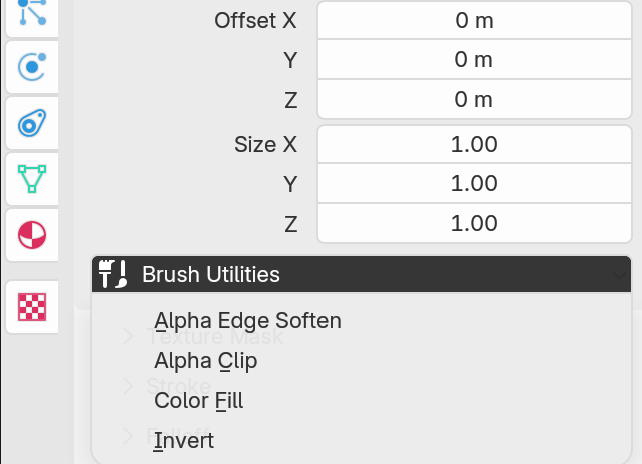 Offset X 0 m
Y 0 m
Z 0 m
Size X 1.00
Y 1.00
Z 1.00
Brush Utilities
Alpha Edge Soften
Texture Mask
Alpha Clip
Stroke
Color Fill
Falloff
Invert